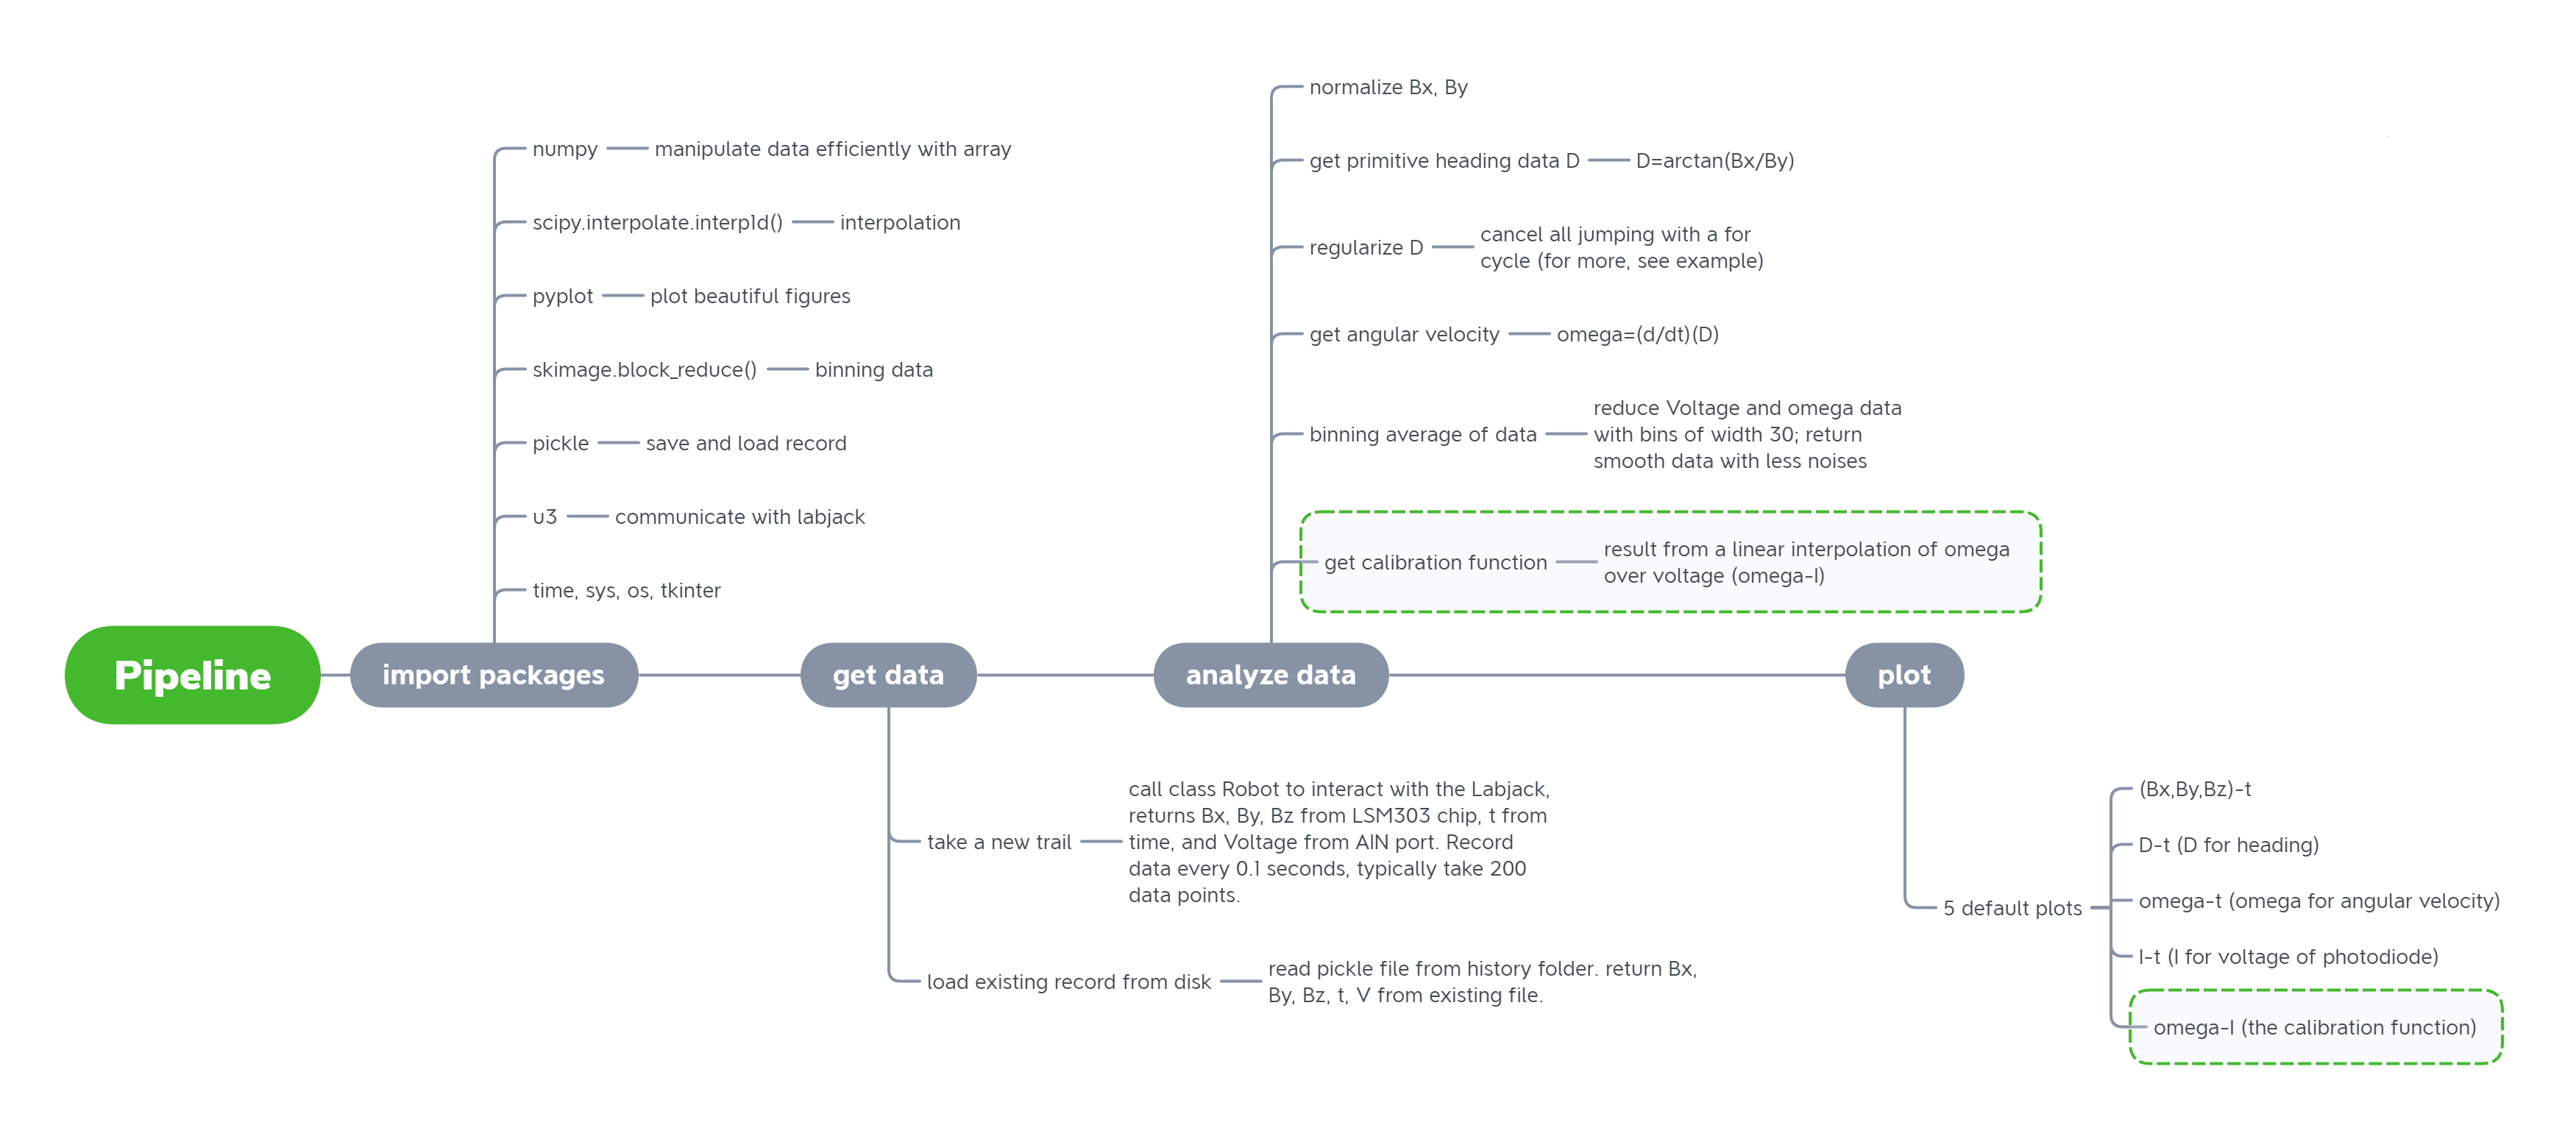 Pipeline
import packages
numpy
manipulate data efficiently with array
scipy.interpolate.interp1d()
interpolation
pyplot
plot beautiful figures
skimage.block_reduce()
binning data
pickle
save and load record
u3
communicate with labjack
time, sys, os, tkinter
get data
take a new trail
call class Robot to interact with the Labjack,
returns Bx, By, Bz from LSM303 chip, t from
time, and Voltage from AIN port. Record
data every 0.1 seconds, typically take 200
data points.
load existing record from disk
read pickle file from history folder. return Bx,
By, Bz, t, V from existing file.
analyze data
normalize Bx, By
get primitive heading data D
D=arctan(Bx/By)
regularize D
cancel all jumping with a for
cycle (for more, see example)
get angular velocity
omega=(d/dt)(D)
binning average of data
reduce Voltage and omega data
with bins of width 30; return
smooth data with less noises
get calibration function
result from a linear interpolation of omega
over voltage (omega-I)
plot
5 default plots
(Bx,By,Bz)-t
D-t (D for heading)
omega-t (omega for angular velocity)
I-t (I for voltage of photodiode)
omega-I (the calibration function)